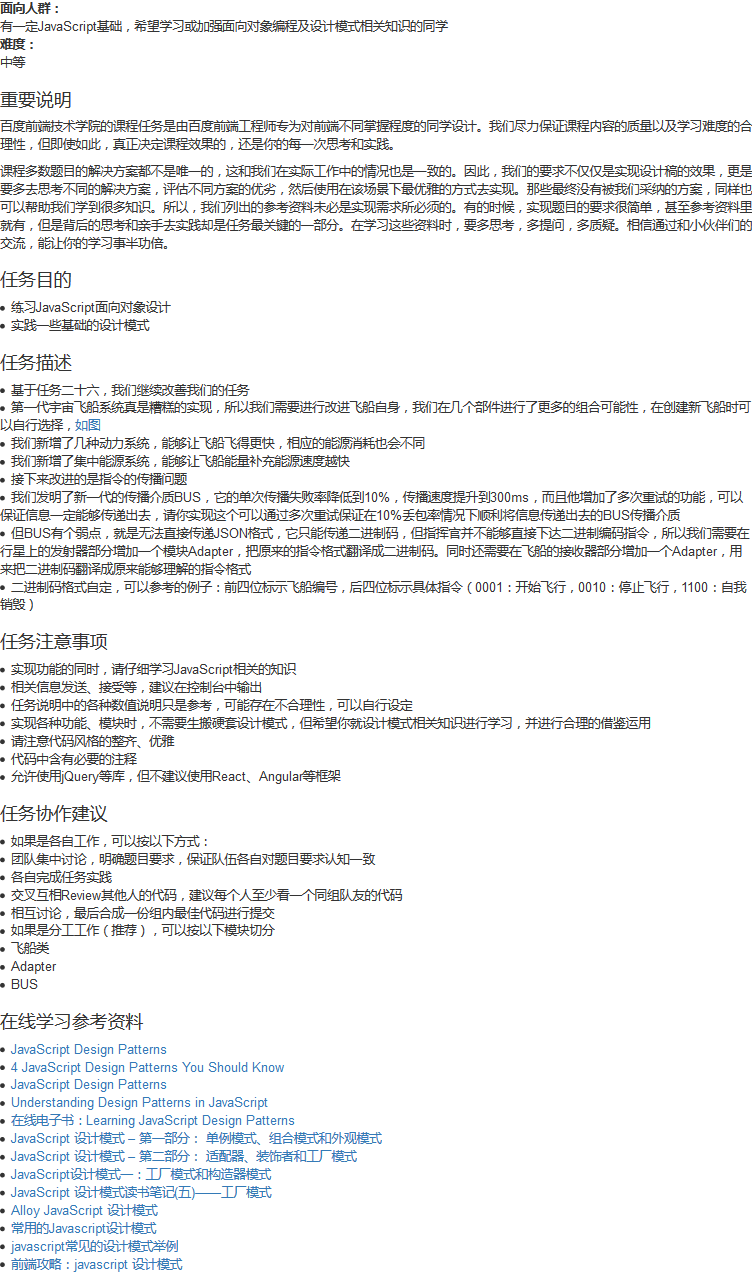 面向人群：
有一定JavaScript基础，希望学习或加强面向对象编程及设计模式相关知识的同学
难度：
中等
重要说明
百度前端技术学院的课程任务是由百度前端工程师专为对前端不同掌握程度的同学设计。我们尽力保证课程内容的质量以及学习难度的合
理性，但即使如此，真正决定课程效果的，还是你的每一次思考和实践。
课程多数题目的解决方案都不是唯一的，这和我们在实际工作中的情况也是一致的。因此，我们的要求不仅仅是实现设计稿的效果，更是
要多去思考不同的解决方案，评估不同方案的优劣，然后使用在该场景下最优雅的方式去实现。那些最终没有被我们采纳的方案，同样也
可以帮助我们学到很多知识。所以，我们列出的参考资料未必是实现需求所必须的。有的时候，实现题目的要求很简单，甚至参考资料里
就有，但是背后的思考和亲手去实践却是任务最关键的一部分。在学习这些资料时，要多思考，多提问，多质疑。相信通过和小伙伴们的
交流，能让你的学习事半功倍。
任务目的
● 练习JavaScript面向对象设计
● 实践一些基础的设计模式
任务描述
● 基于任务二十六，我们继续改善我们的任务
● 第一代宇宙飞船系统真是糟糕的实现，所以我们需要进行改进飞船自身，我们在几个部件进行了更多的组合可能性，在创建新飞船时可
以自行选择，如图
● 我们新增了几种动力系统，能够让飞船飞得更快，相应的能源消耗也会不同
● 我们新增了集中能源系统，能够让飞船能量补充能源速度越快
● 接下来改进的是指令的传播问题
● 我们发明了新一代的传播介质BUS，它的单次传播失败率降低到10%，传播速度提升到300ms，而且他增加了多次重试的功能，可以
保证信息一定能够传递出去，请你实现这个可以通过多次重试保证在10%丢包率情况下顺利将信息传递出去的BUS传播介质
● 但BUS有个弱点，就是无法直接传递JSON格式，它只能传递二进制码，但指挥官并不能够直接下达二进制编码指令，所以我们需要在
行星上的发射器部分增加一个模块Adapter，把原来的指令格式翻译成二进制码。同时还需要在飞船的接收器部分增加一个Adapter，用
来把二进制码翻译成原来能够理解的指令格式
● 二进制码格式自定，可以参考的例子：前四位标示飞船编号，后四位标示具体指令（0001：开始飞行，0010：停止飞行，1100：自我
销毁）
任务注意事项
● 实现功能的同时，请仔细学习JavaScript相关的知识
● 相关信息发送、接受等，建议在控制台中输出
● 任务说明中的各种数值说明只是参考，可能存在不合理性，可以自行设定
● 实现各种功能、模块时，不需要生搬硬套设计模式，但希望你就设计模式相关知识进行学习，并进行合理的借鉴运用
● 请注意代码风格的整齐、优雅
● 代码中含有必要的注释
● 允许使用jQuery等库，但不建议使用React、Angular等框架
任务协作建议
● 如果是各自工作，可以按以下方式：
● 团队集中讨论，明确题目要求，保证队伍各自对题目要求认知一致
● 各自完成任务实践
● 交叉互相Review其他人的代码，建议每个人至少看一个同组队友的代码
● 相互讨论，最后合成一份组内最佳代码进行提交
● 如果是分工工作（推荐），可以按以下模块切分
● 飞船类
● Adapter
● BUS
在线学习参考资料
● JavaScript Design Patterns
● 4 JavaScript Design Patterns You Should Know
● JavaScript Design Patterns
● Understanding Design Patterns in JavaScript
● 在线电子书：Learning JavaScript Design Patterns
● JavaScript 设计模式 – 第一部分： 单例模式、组合模式和外观模式
● JavaScript 设计模式 – 第二部分： 适配器、装饰者和工厂模式
● JavaScript设计模式一：工厂模式和构造器模式
● JavaScript 设计模式读书笔记(五)——工厂模式
● Alloy JavaScript 设计模式
● 常用的Javascript设计模式
● javascript常见的设计模式举例
● 前端攻略：javascript 设计模式